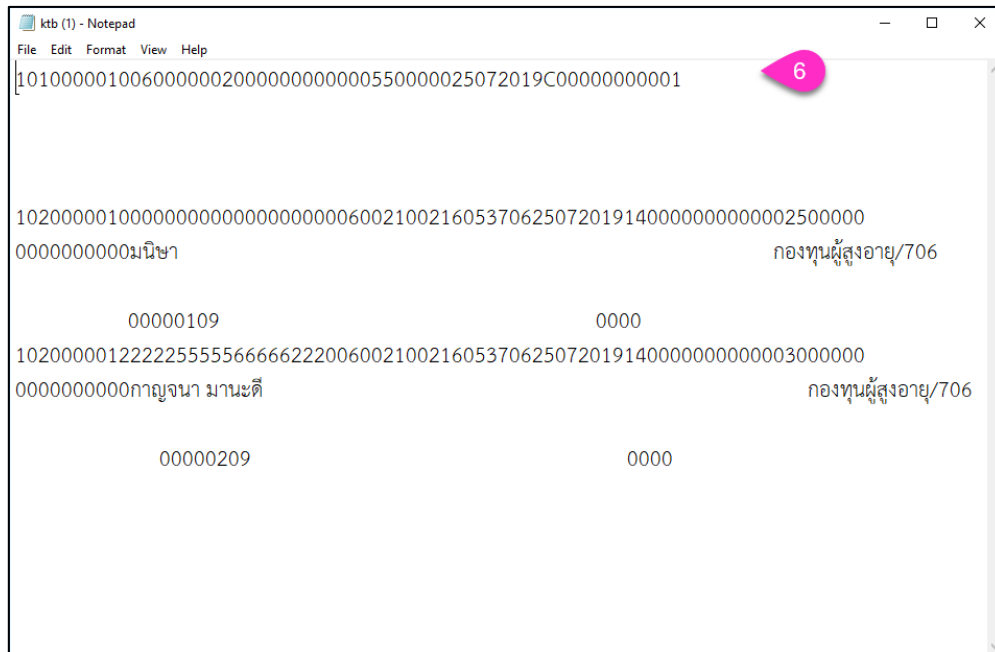 ktb (1) - Notepad
File Edit Format View Help
1010000010060000002000000000000550000025072019C00000000001
6
102000001000000000000000000006002100216053706250720191400000000000002500000
0000000000มนิษา กองทุนผู้สูงอายุ/706
00000109 0000
102000001222222555556666622200600210021605370625072019140000000000003000000
0000000000กาญจนา มานะดี กองทุนผู้สูงอายุ/706
00000209 0000